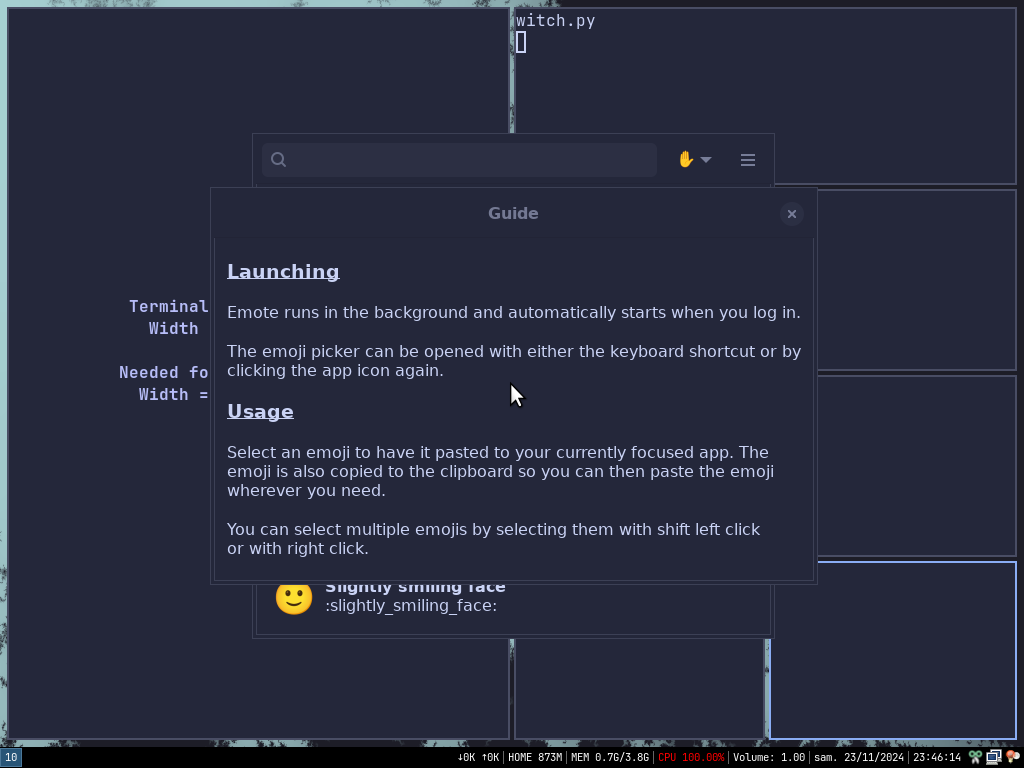 witch.py
Guide
Launching
Emote runs in the background and automatically starts when you log in.
The emoji picker can be opened with either the keyboard shortcut or by
clicking the app icon again.
Usage
Select an emoji to have it pasted to your currently focused app. The
emoji is also copied to the clipboard so you can then paste the emoji
wherever you need.
You can select multiple emojis by selecting them with shift left click
or with right click.
Terminal
Width
Needed fo
Width =
Slightly smiling face
:slightly_smiling_face:
10
↓0K ↑0K HOME 873M MEM 0.7G/3.8G CPU 100.00% Volume: 1.00 sam. 23/11/2024 23:46:14